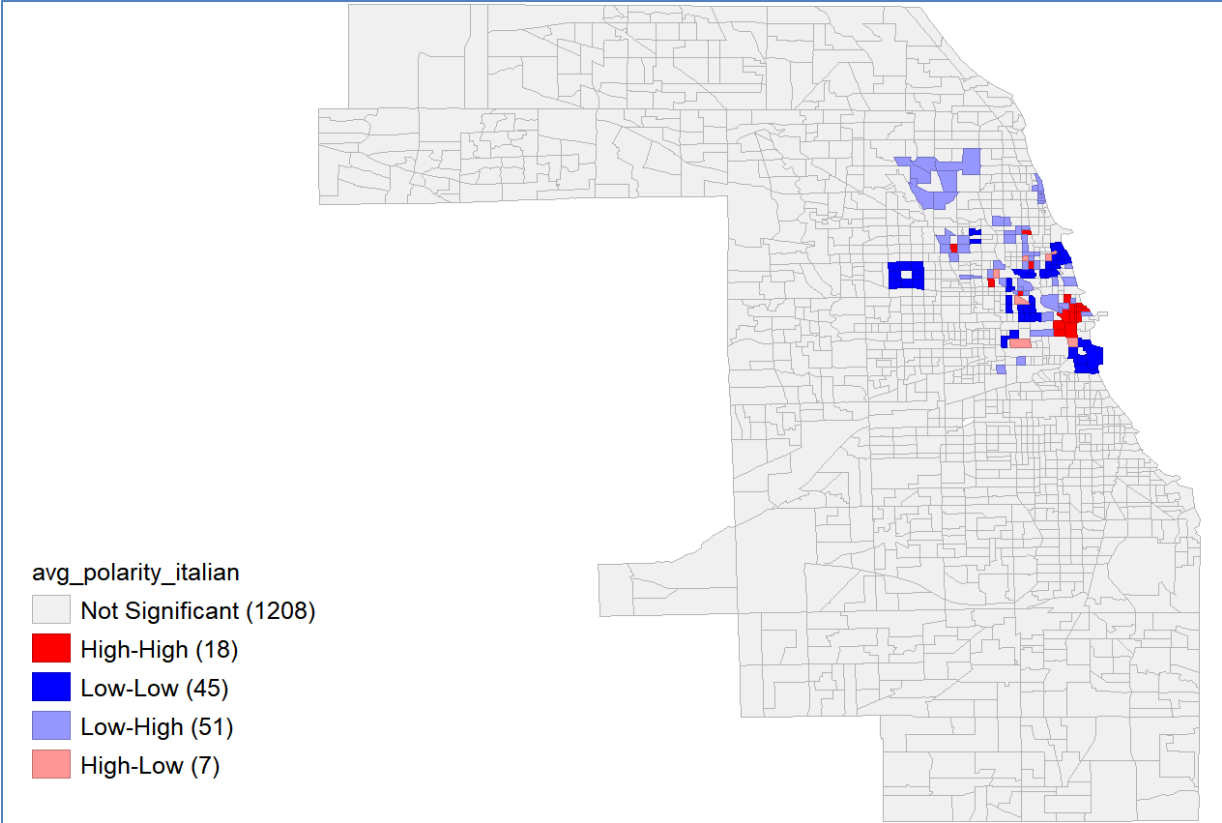 avg_polarity_italian
Not Significant (1208)
High-High (18)
Low-Low (45)
Low-High (51)
High-Low (7)